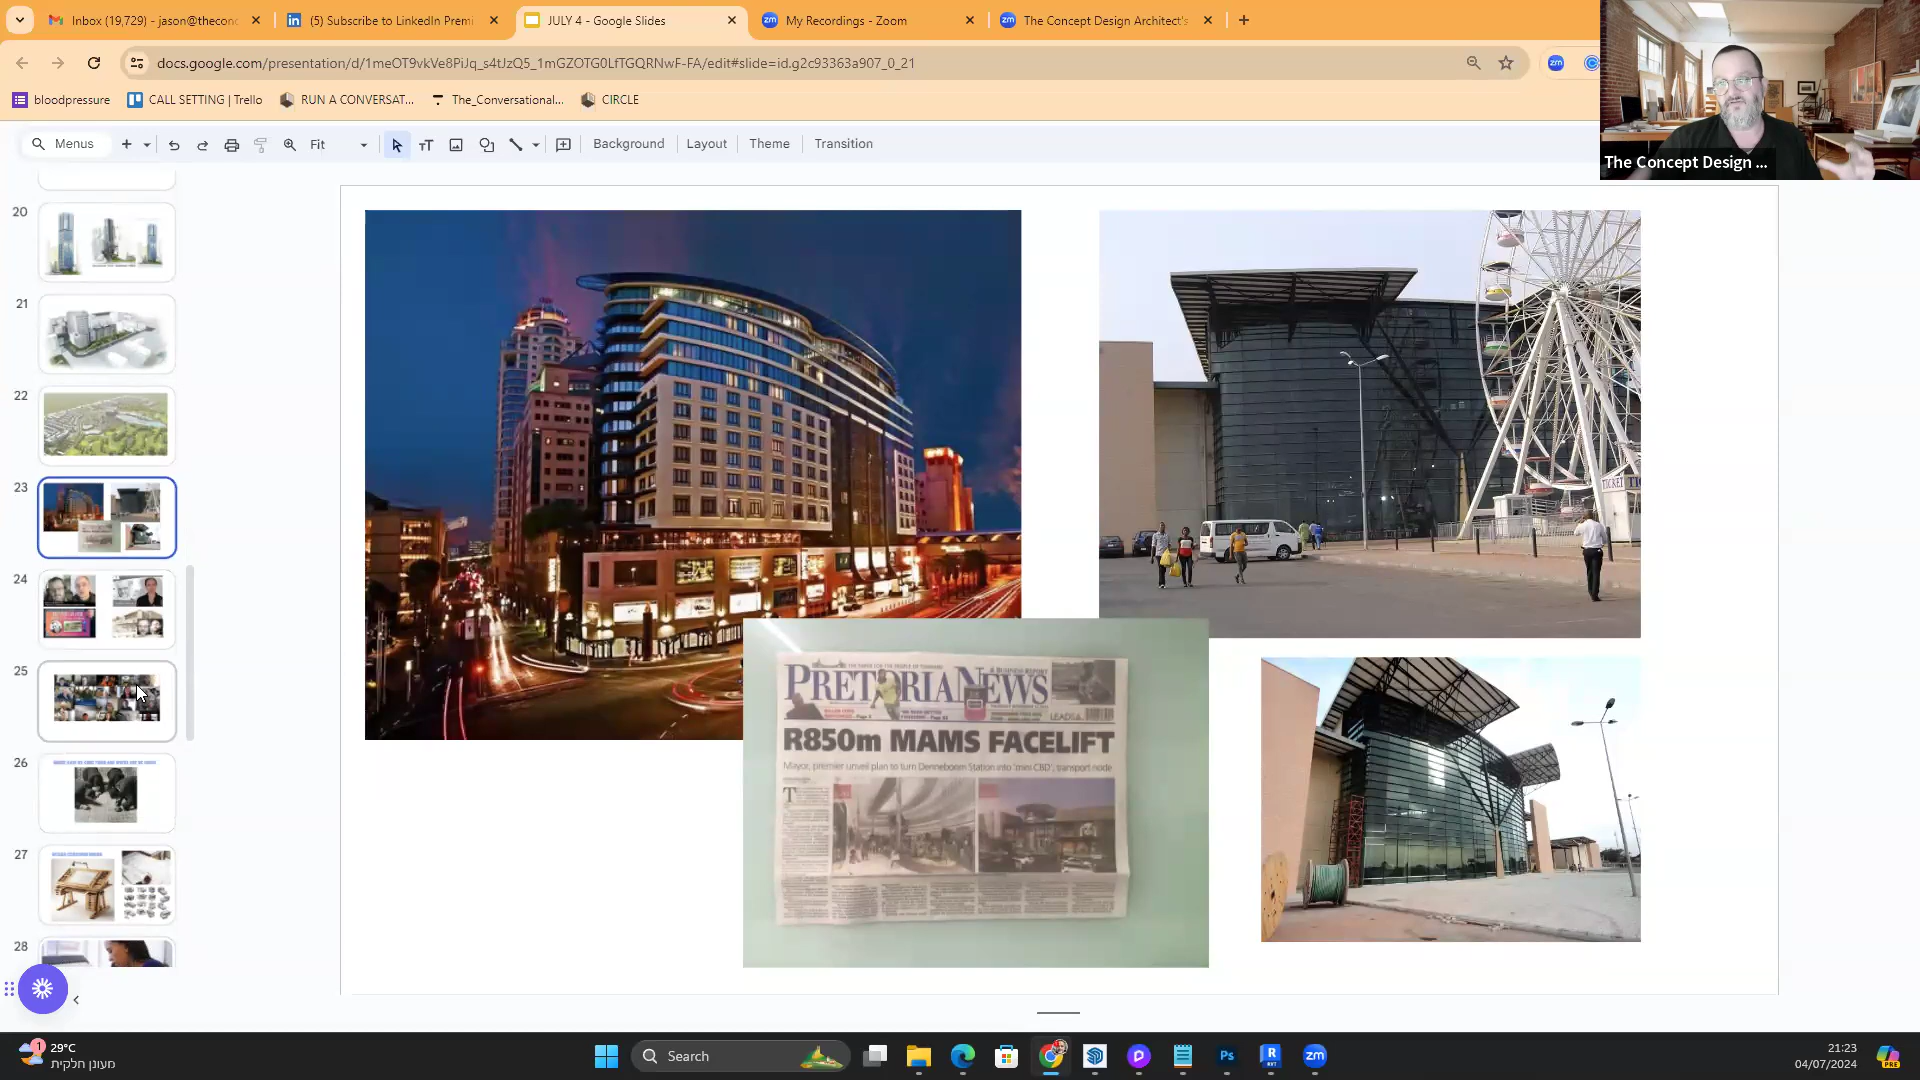 Inbox (19,729) - jason@thecond
(5) Subscribe to LinkedIn Premi
JULY 4 - Google Slides
My Recordings - Zoom
The Concept Design Architect's
docs.google.com/presentation/d/1meOT9vkVe8PiJq_s4tJzQ5_1mGZOTG0LfTGQRNwF-FA/edit#slide=id.g2c93363a907_0_21
bloodpressure
CALL SETTING | Trello
RUN A CONVERSAT...
The_Conversational...
CIRCLE
Menus
Fit
Background
Layout
Theme
Transition
The Concept Design ...
20
21
22
23
24
25
26
27
28
TICKET
PRETORIA NEWS
R850m MAMS FACELIFT
Mayor, premier unveil plan to turn Denneboom Station into 'mini CBD', transport node
1
29°C
מעונן חלקית
Search
21:23
04/07/2024